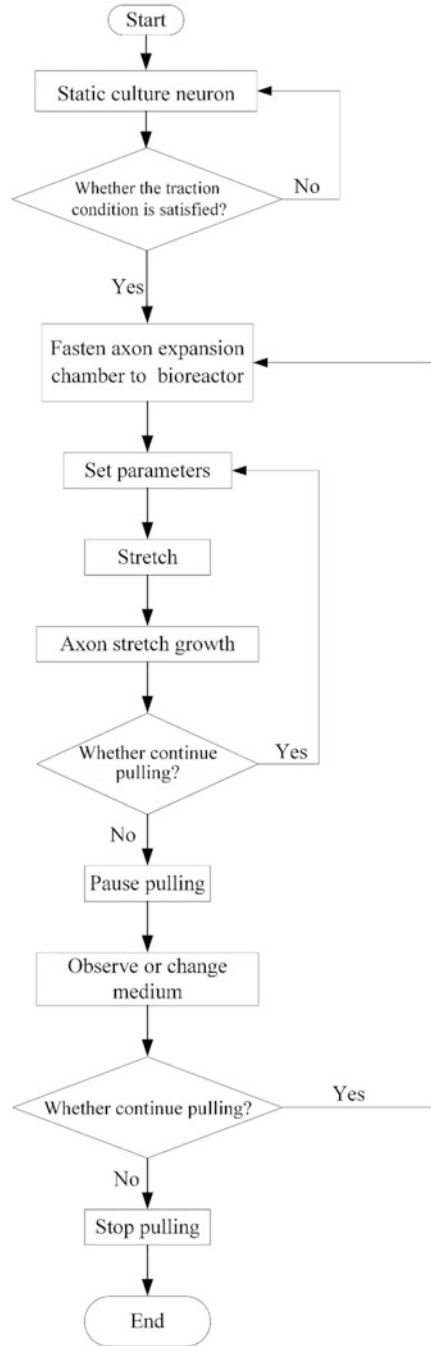 Start
Static culture neuron
Whether the traction
condition is satisfied?
No
Yes
Fasten axon expansion
chamber to bioreactor
Set parameters
Stretch
Axon stretch growth
Whether continue
pulling?
Yes
No
Pause pulling
Observe or change
medium
Whether continue pulling?
Yes
No
Stop pulling
End